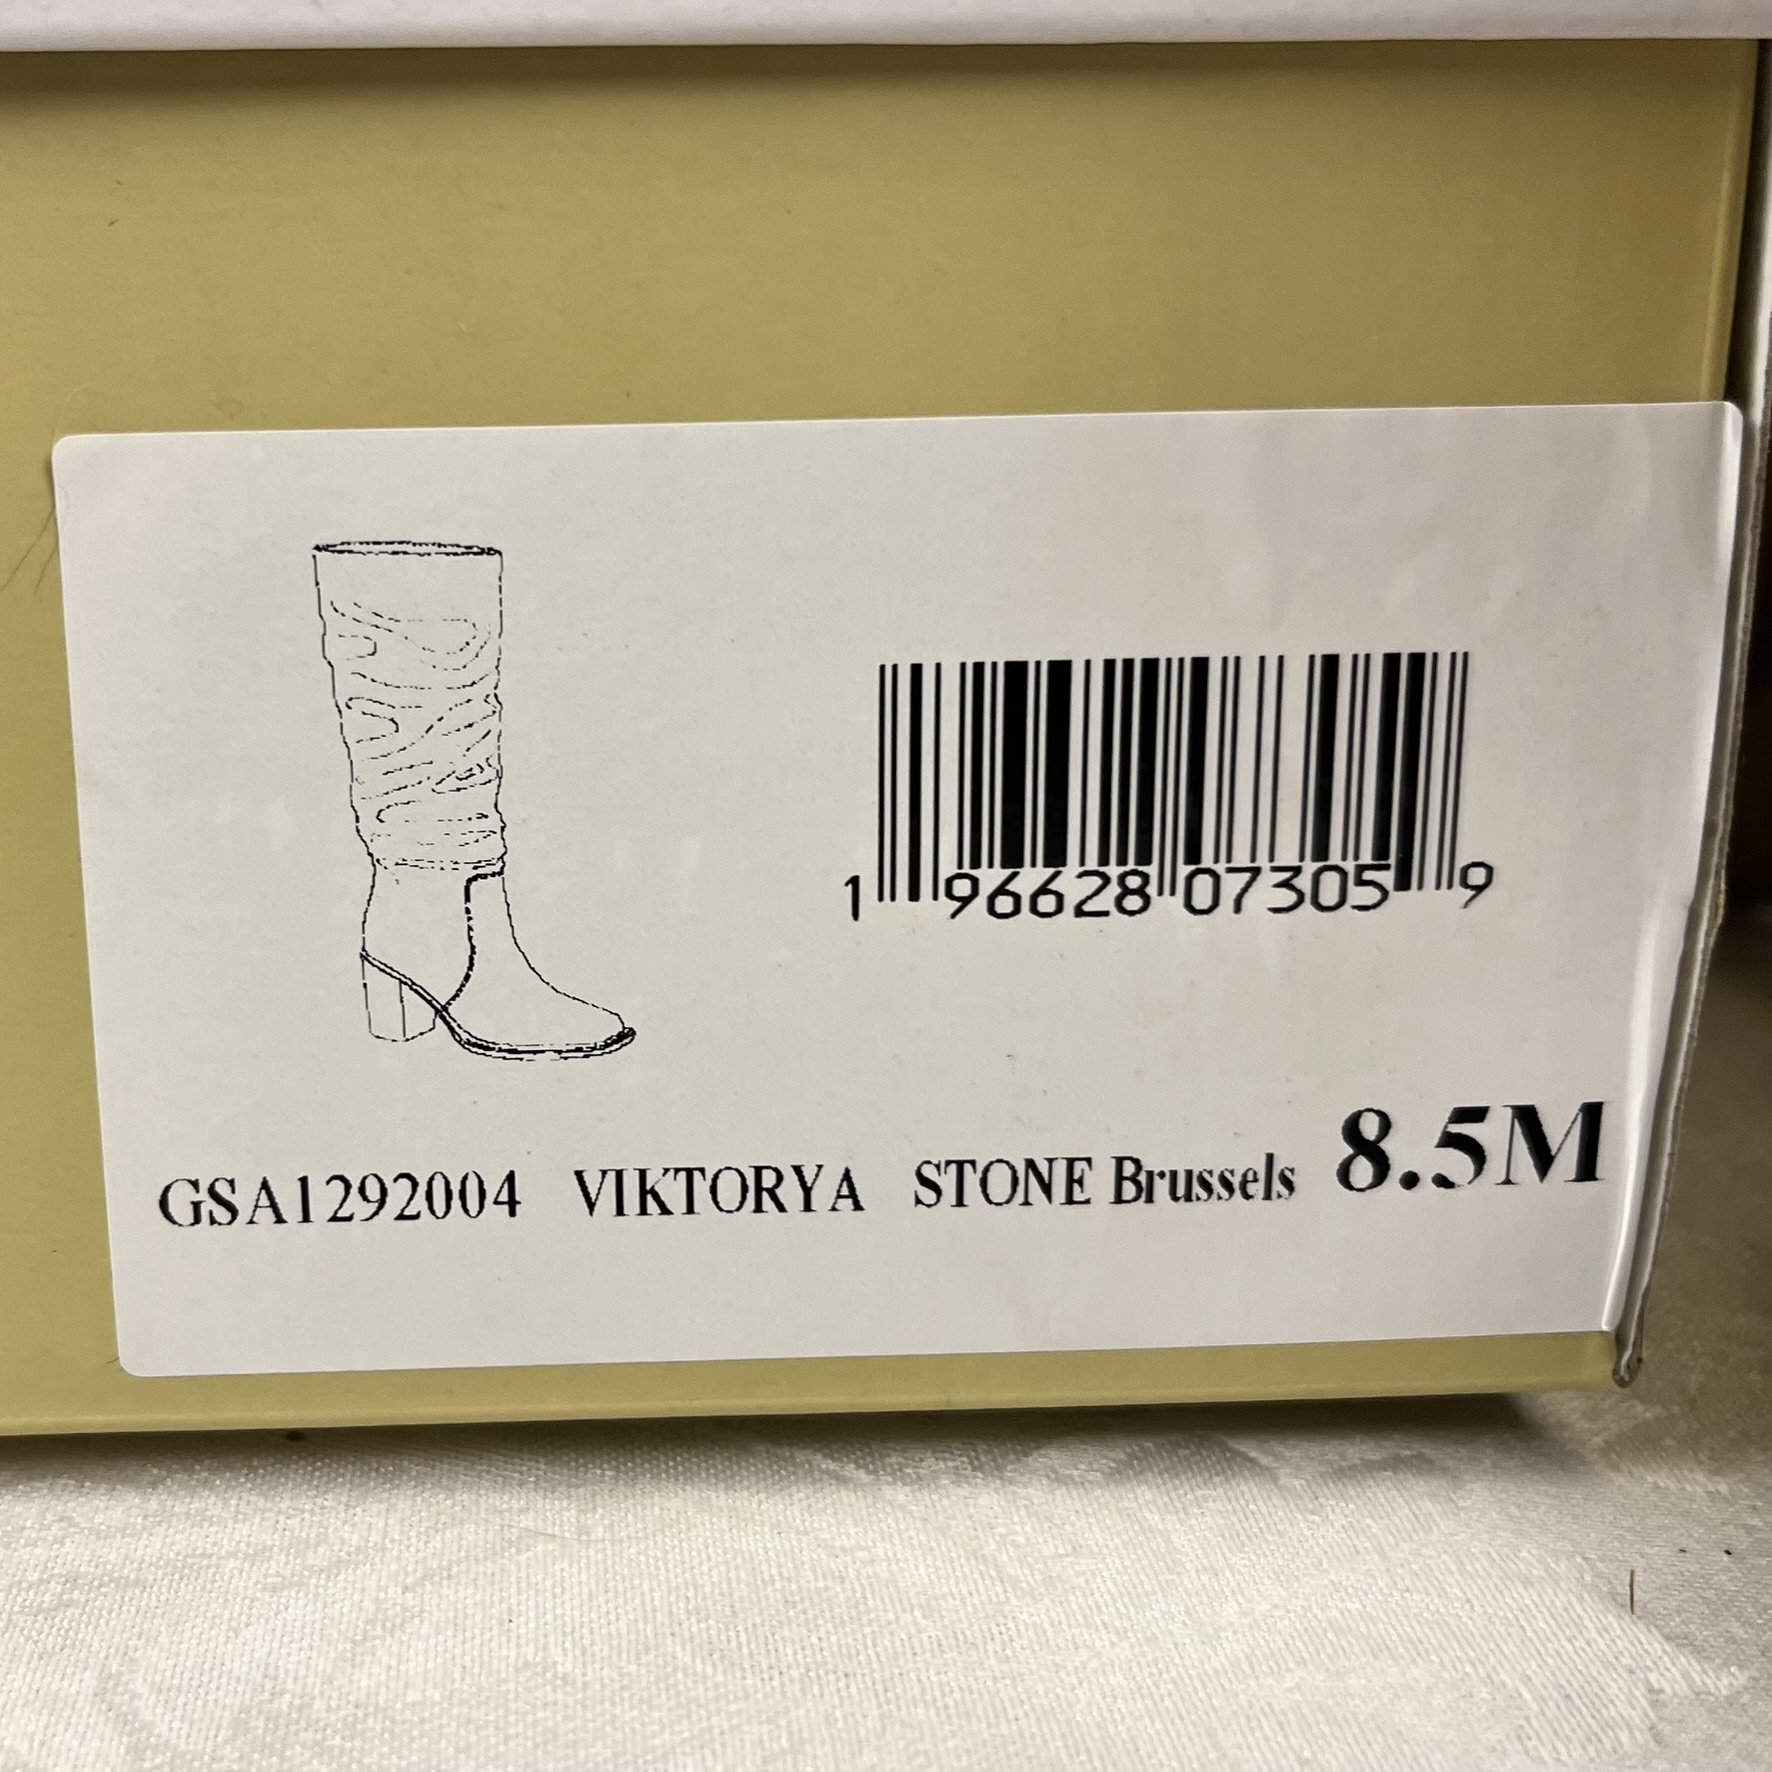 1 96628 07305 9
GSA1292004 VIKTORYA STONE Brussels 8.5M